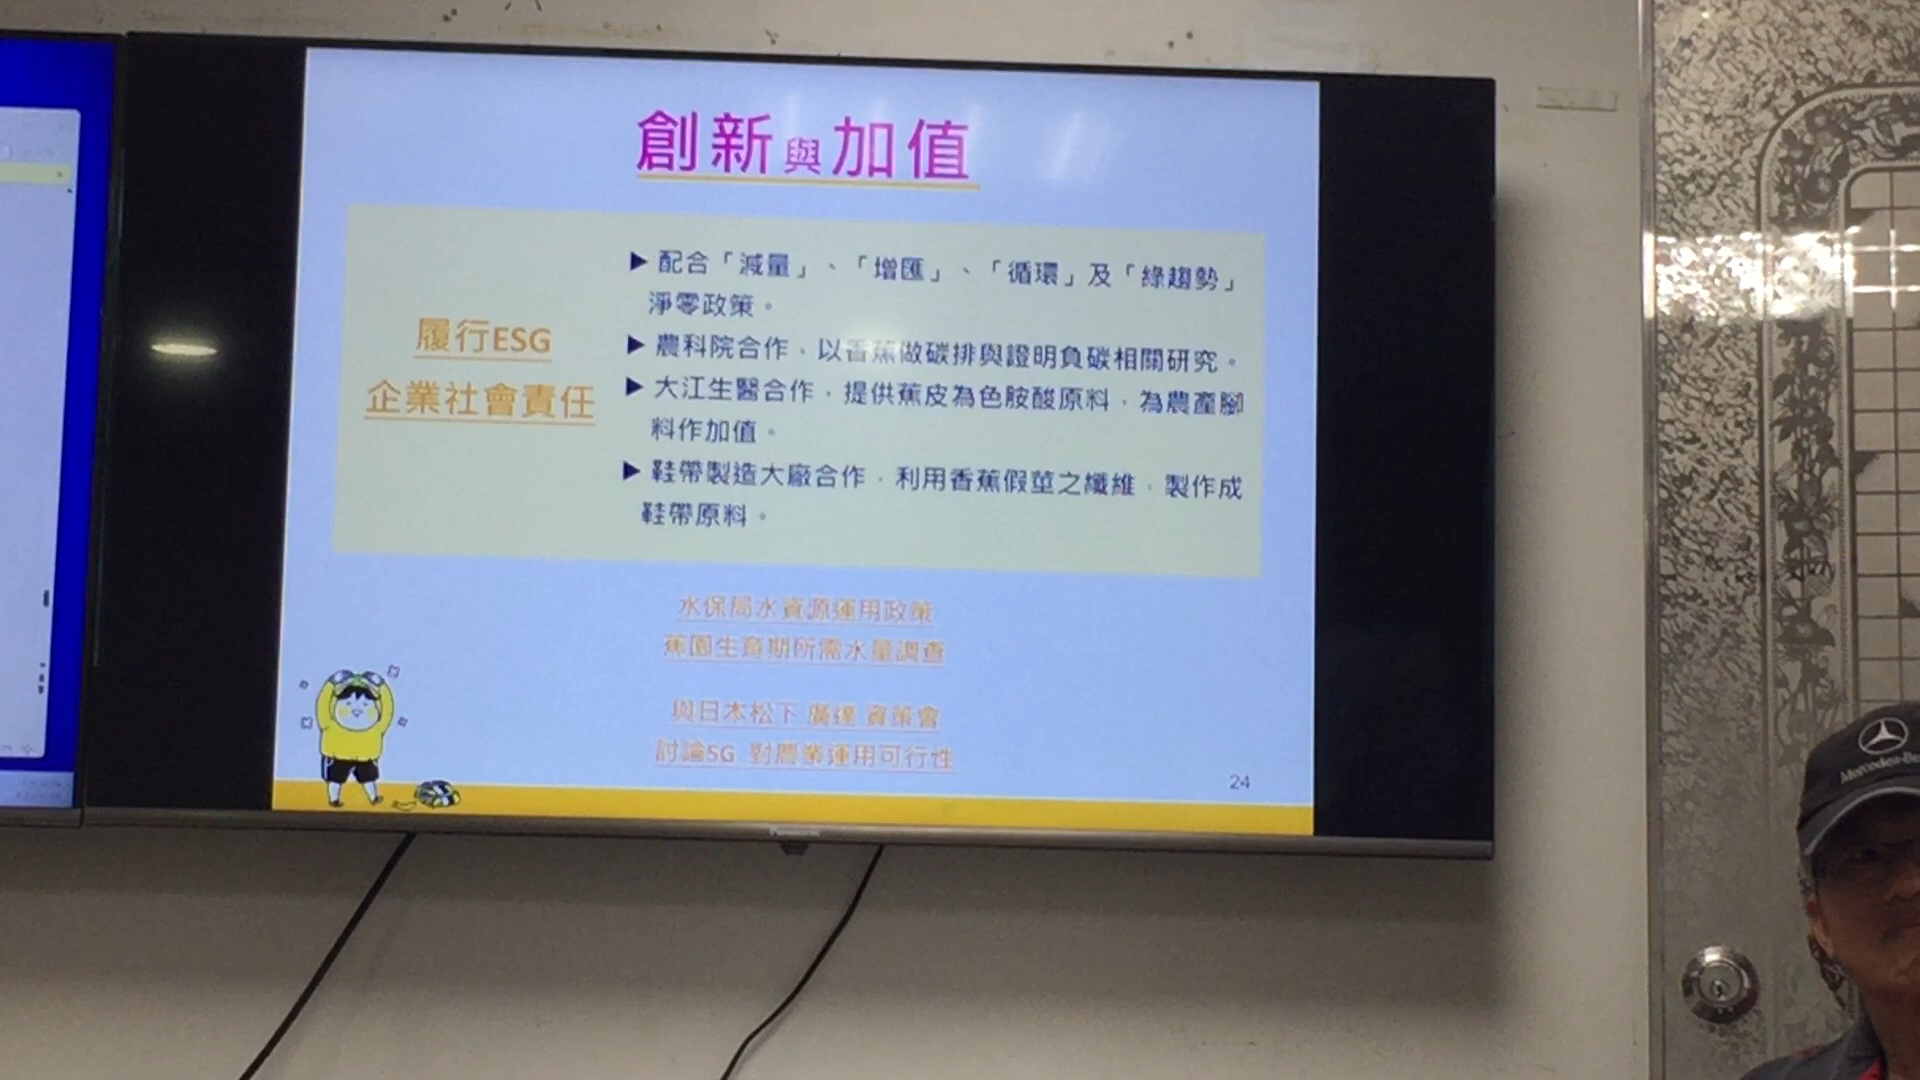 創新與加值
履行ESG
企業社會責任
▶配合「減量」、「增匯」、「循環」及「綠趨勢」
淨零政策。
▶農科院合作，以香蕉做碳排與證明負碳相關研究。
▶大江生醫合作，提供蕉皮為色胺酸原料，為農產腳
料作加值。
▶鞋帶製造大廠合作，利用香蕉假莖之纖維，製作成
鞋帶原料。
水保局水資源運用政策
蕉園生育期所需水量調查
與日本松下 廣達 資策會
討論5G 對農業運用可行性
24
Panasonic
Mercedes-Be